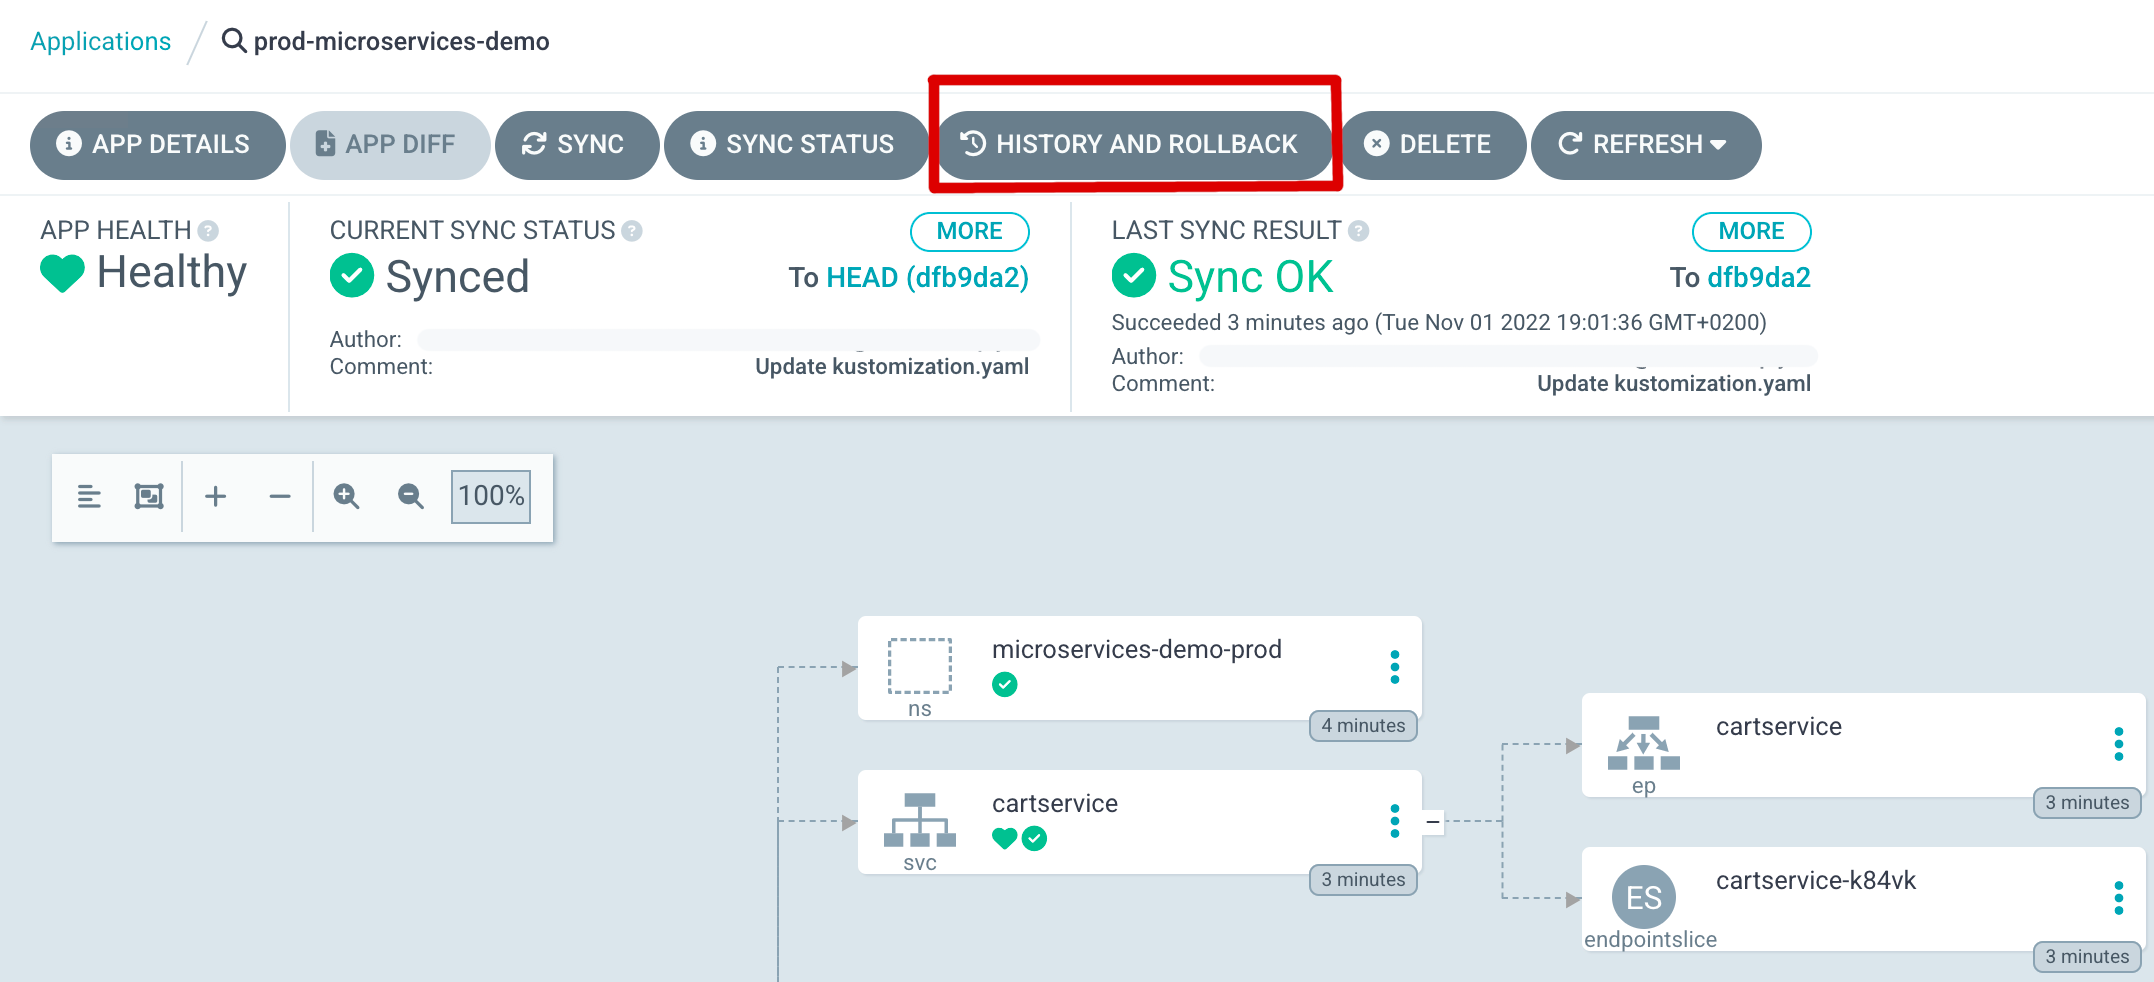 Applications / prod-microservices-demo
APP DETAILS APP DIFF SYNC SYNC STATUS HISTORY AND ROLLBACK DELETE REFRESH
APP HEALTH ?
Healthy
CURRENT SYNC STATUS ? MORE
Synced To HEAD (dfb9da2)
Author:
Comment: Update kustomization.yaml
LAST SYNC RESULT ? MORE
Sync OK To dfb9da2
Succeeded 3 minutes ago (Tue Nov 01 2022 19:01:36 GMT+0200)
Author:
Comment: Update kustomization.yaml
100%
microservices-demo-prod
ns
4 minutes
cartservice
svc
3 minutes
cartservice
ep
3 minutes
ES
cartservice-k84vk
endpointslice
3 minutes